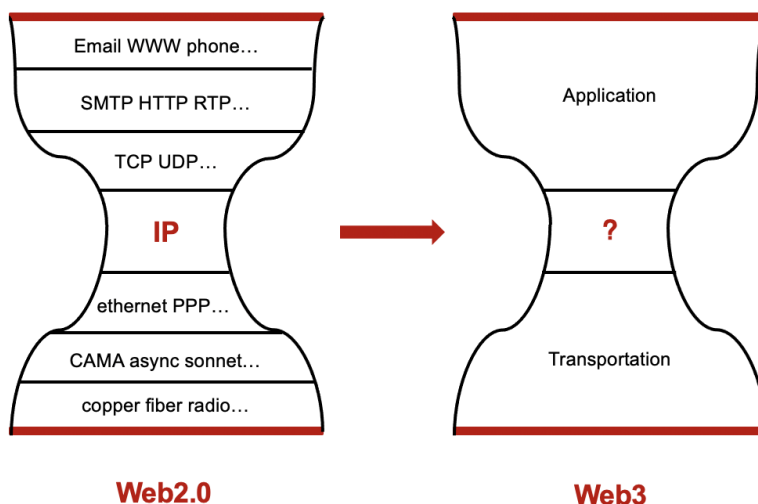 Email WWW phone…
SMTP HTTP RTP…
TCP UDP…
IP
ethernet PPP…
CAMA async sonnet…
copper fiber radio…
Web2.0
Application
?
Transportation
Web3